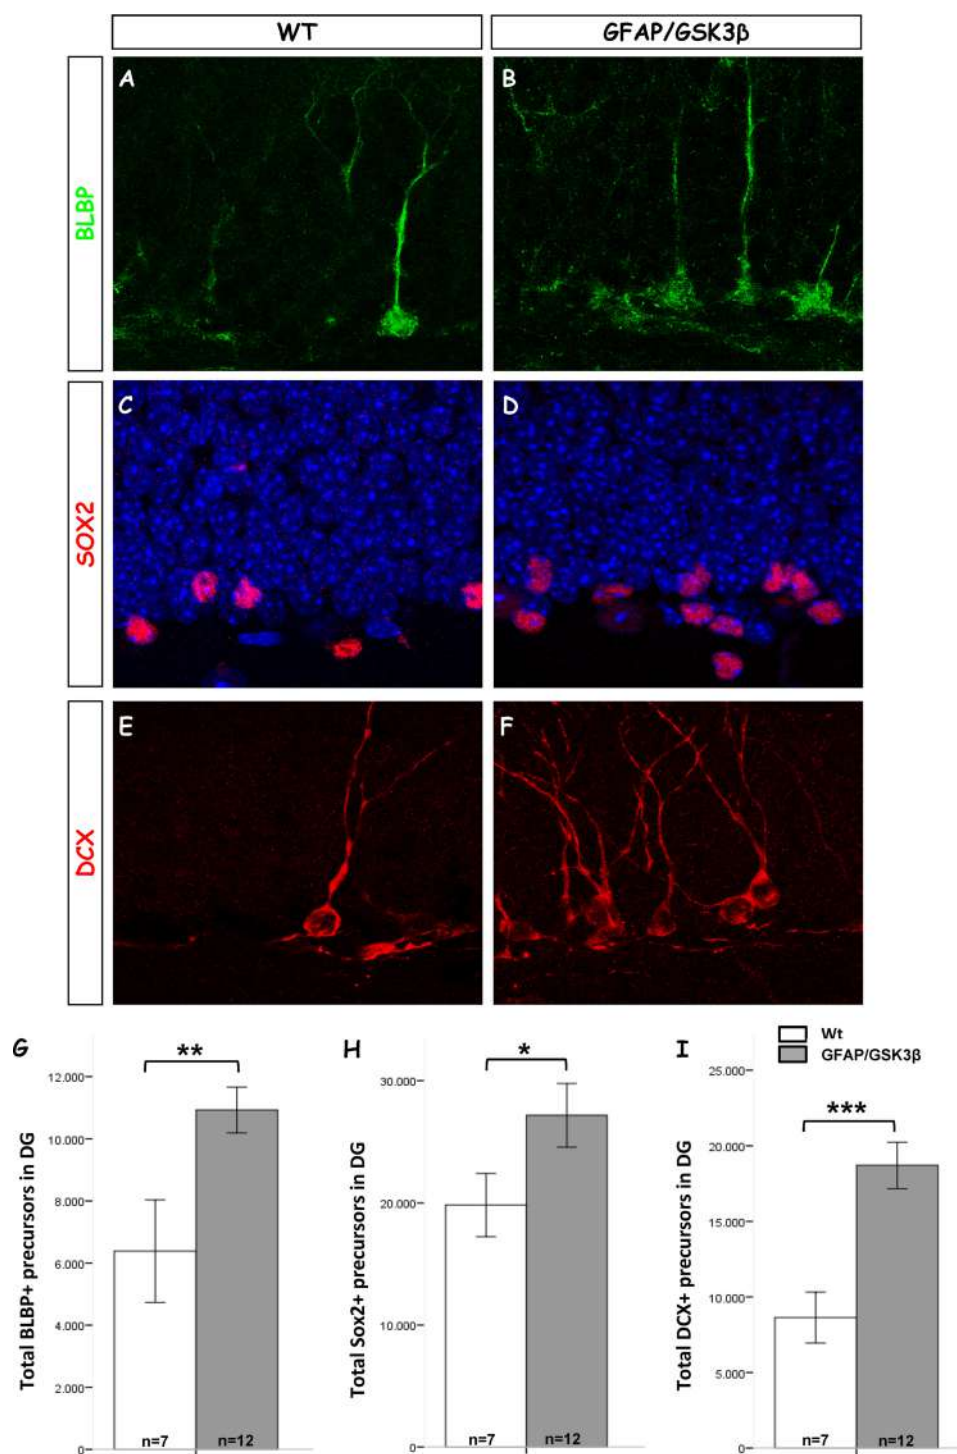 WT
GFAP/GSK3β
BLBP
A
B
SOX2
C
D
DCX
E
F
G
**
Total BLBP+ precursors in DG
12.000
10.000
8.000
6.000
4.000
2.000
0
n=7
n=12
H
*
Total Sox2+ precursors in DG
30.000
20.000
10.000
0
n=7
n=12
I
Wt
GFAP/GSK3β
***
Total DCX+ precursors in DG
25.000
20.000
15.000
10.000
5.000
0
n=7
n=12